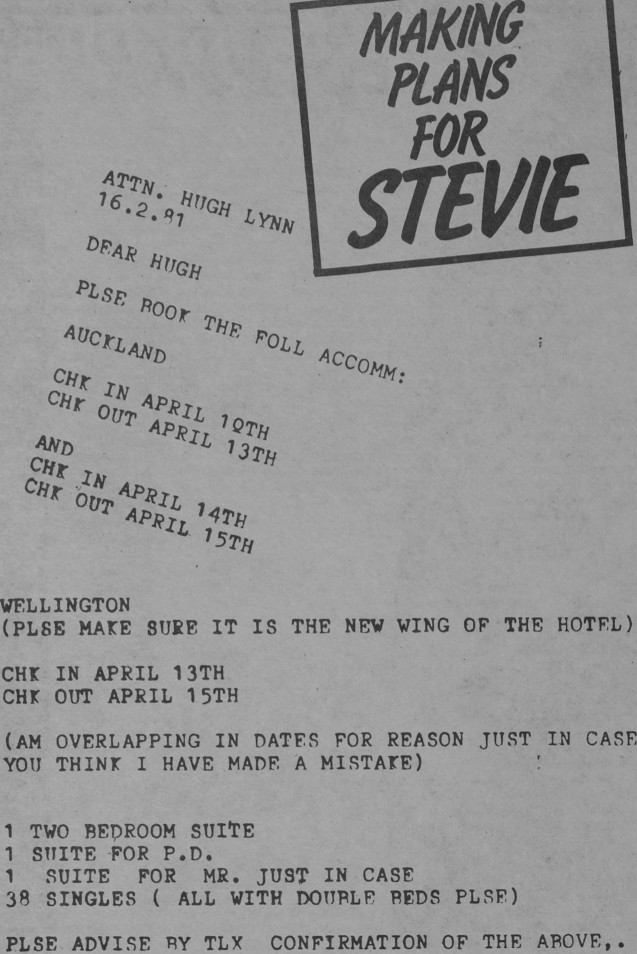 MAKING
PLANS
FOR
STEVIE
ATTN. HUGH LYNN
16.2.81
DEAR HUGH
PLSE BOOK THE FOLL ACCOMM:
AUCKLAND
CHK IN APRIL 10TH
CHK OUT APRIL 13TH
AND
CHK IN APRIL 14TH
CHK OUT APRIL 15TH
WELLINGTON
(PLSE MAKE SURE IT IS THE NEW WING OF THE HOTEL)
CHK IN APRIL 13TH
CHK OUT APRIL 15TH
(AM OVERLAPPING IN DATES FOR REASON JUST IN CASE
YOU THINK I HAVE MADE A MISTAKE)
1 TWO BEDROOM SUITE
1 SUITE FOR P.D.
1 SUITE FOR MR. JUST IN CASE
38 SINGLES ( ALL WITH DOUBLE BEDS PLSE)
PLSE ADVISE BY TLX CONFIRMATION OF THE ABOVE,.